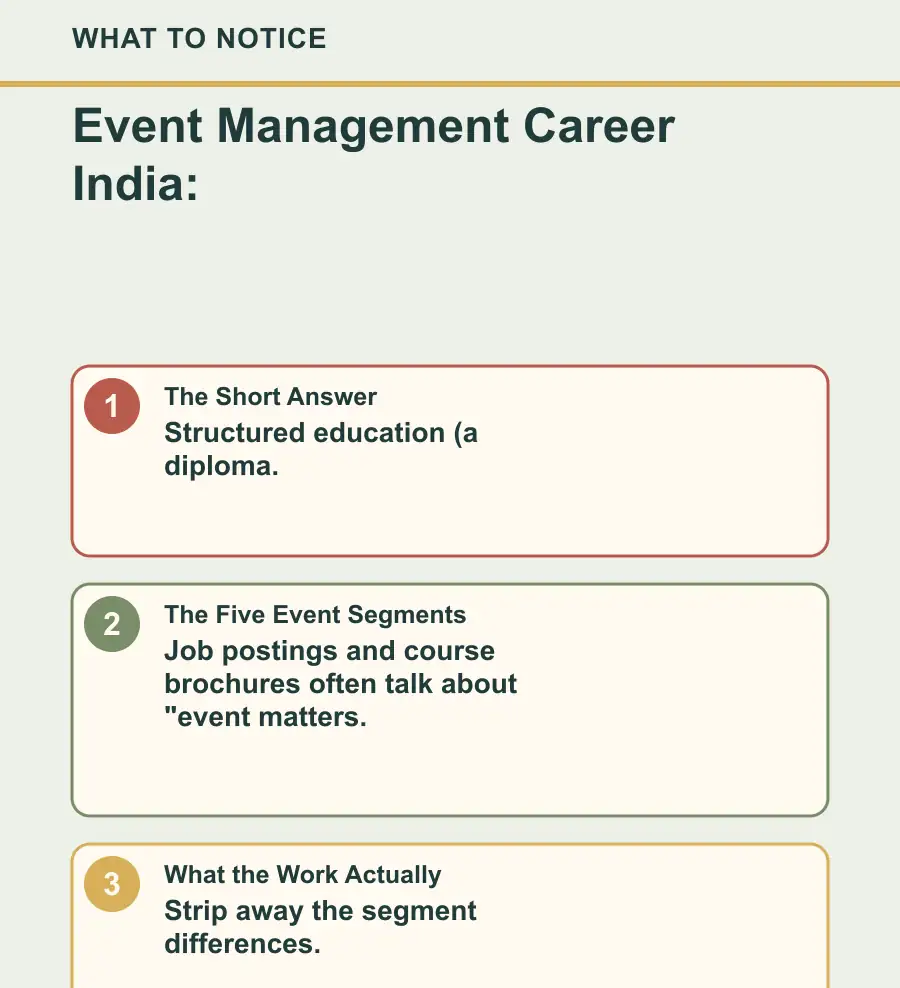 WHAT TO NOTICE
Event Management Career
India:
1
The Short Answer
Structured education (a
diploma.
2
The Five Event Segments
Job postings and course
brochures often talk about
"event matters.
3
What the Work Actually
Strip away the segment
differences.